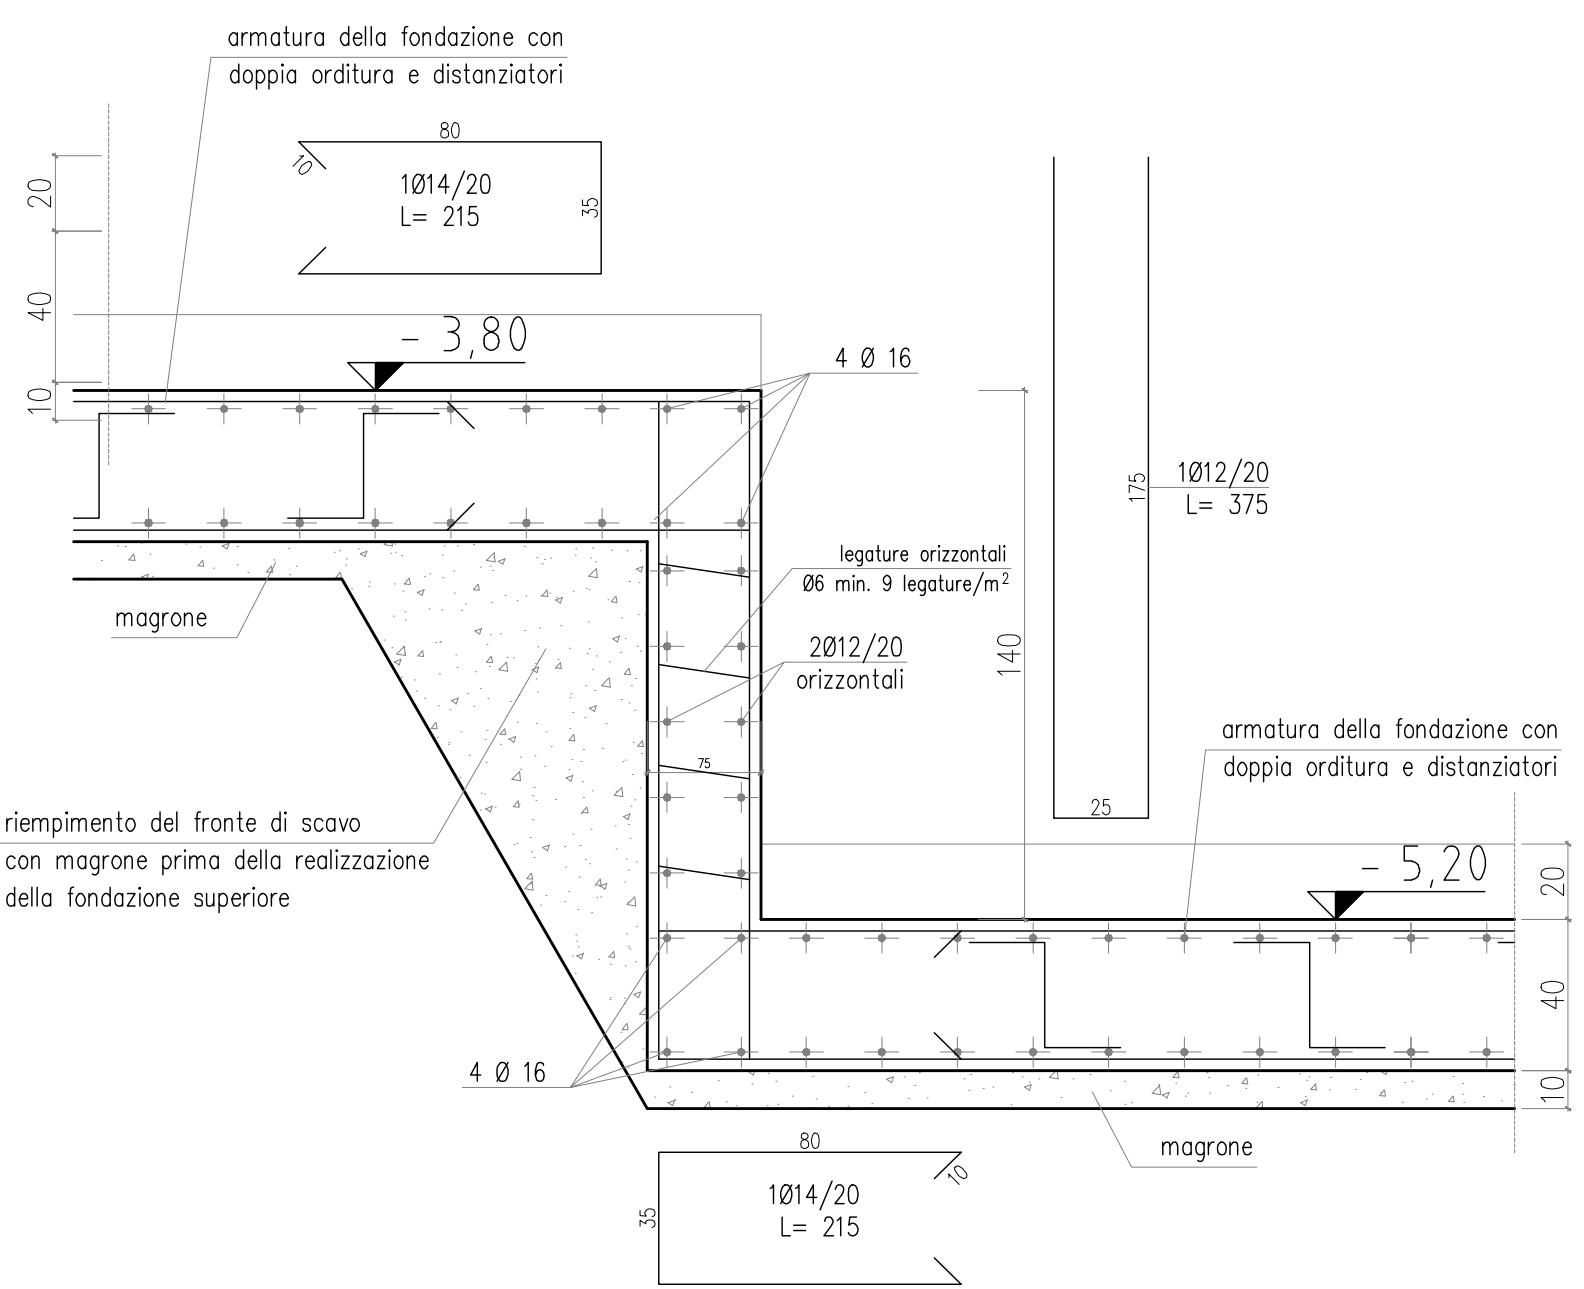 armatura della fondazione con
doppia orditura e distanziatori
80
10
1Ø14/20
L= 215
35
20
40
10
- 3,80
4 Ø 16
175
1Ø12/20
L= 375
25
legature orizzontali
Ø6 min. 9 legature/m²
magrone
2Ø12/20
orizzontali
140
75
armatura della fondazione con
doppia orditura e distanziatori
riempimento del fronte di scavo
con magrone prima della realizzazione
della fondazione superiore
- 5,20
20
40
10
4 Ø 16
magrone
80
10
1Ø14/20
L= 215
35